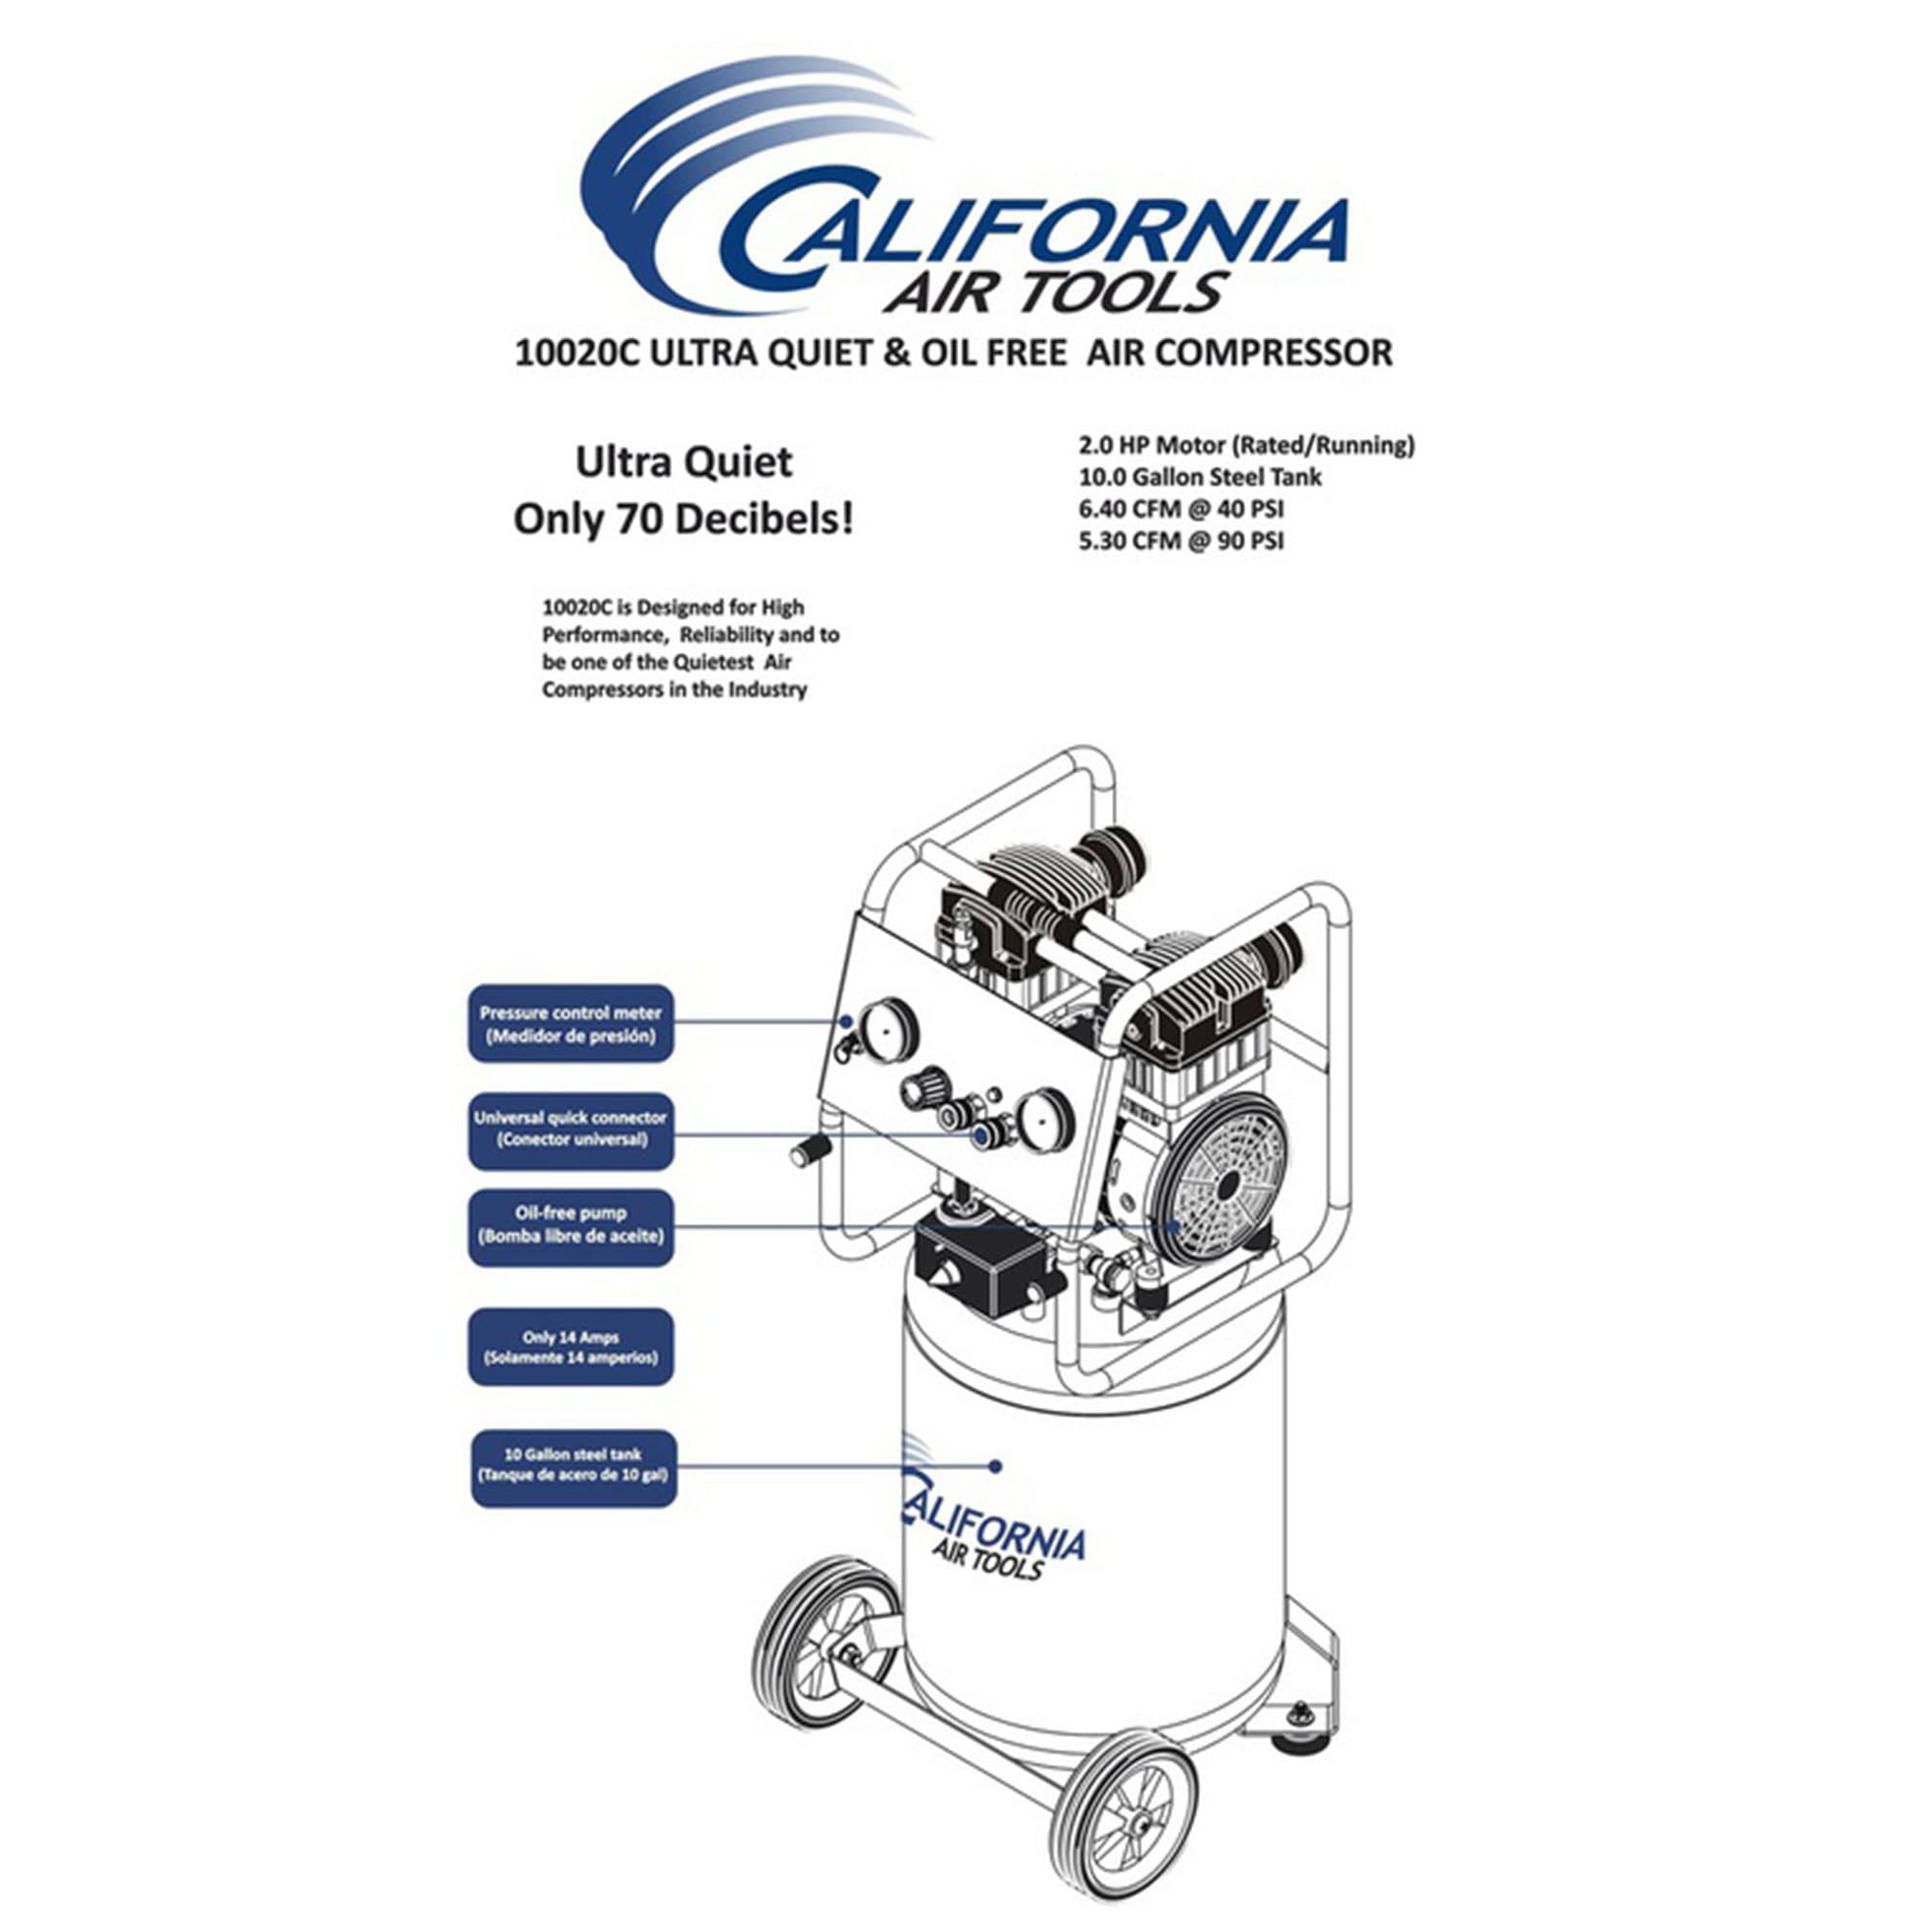 CALIFORNIA
AIR TOOLS
10020C ULTRA QUIET & OIL FREE AIR COMPRESSOR
Ultra Quiet
Only 70 Decibels!
2.0 HP Motor (Rated/Running)
10.0 Gallon Steel Tank
6.40 CFM @ 40 PSI
5.30 CFM @ 90 PSI
10020C is Designed for High
Performance, Reliability and to
be one of the Quietest Air
Compressors in the Industry
Pressure control meter
(Medidor de presión)
Universal quick connector
(Conector universal)
Oil-free pump
(Bomba libre de aceite)
Only 14 Amps
(Solamente 14 amperios)
10 Gallon steel tank
(Tanque de acero de 10 gal)
CALIFORNIA
AIR TOOLS